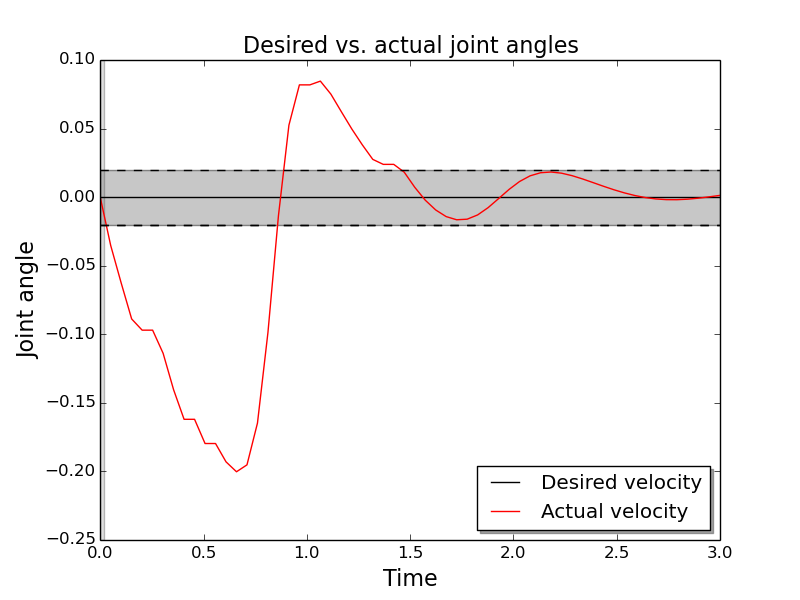 Desired vs. actual joint angles
0.10
0.05
0.00
−0.05
−0.10
−0.15
−0.20
−0.25
Joint angle
0.0 0.5 1.0 1.5 2.0 2.5 3.0
Time
Desired velocity
Actual velocity